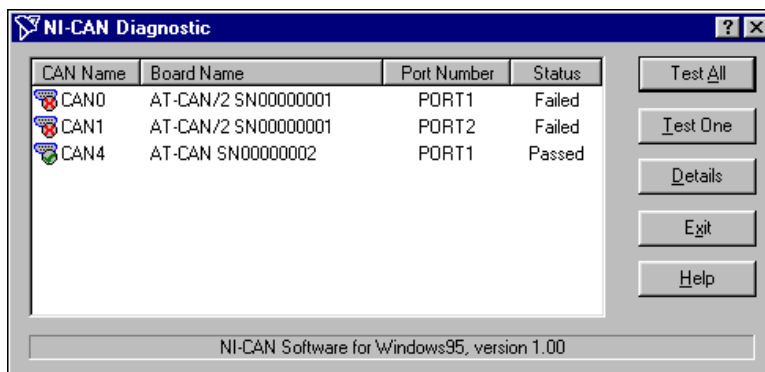 NI-CAN Diagnostic
CAN Name Board Name Port Number Status
CAN0 AT-CAN/2 SN00000001 PORT1 Failed
CAN1 AT-CAN/2 SN00000001 PORT2 Failed
CAN4 AT-CAN SN00000002 PORT1 Passed
Test All
Test One
Details
Exit
Help
NI-CAN Software for Windows95, version 1.00